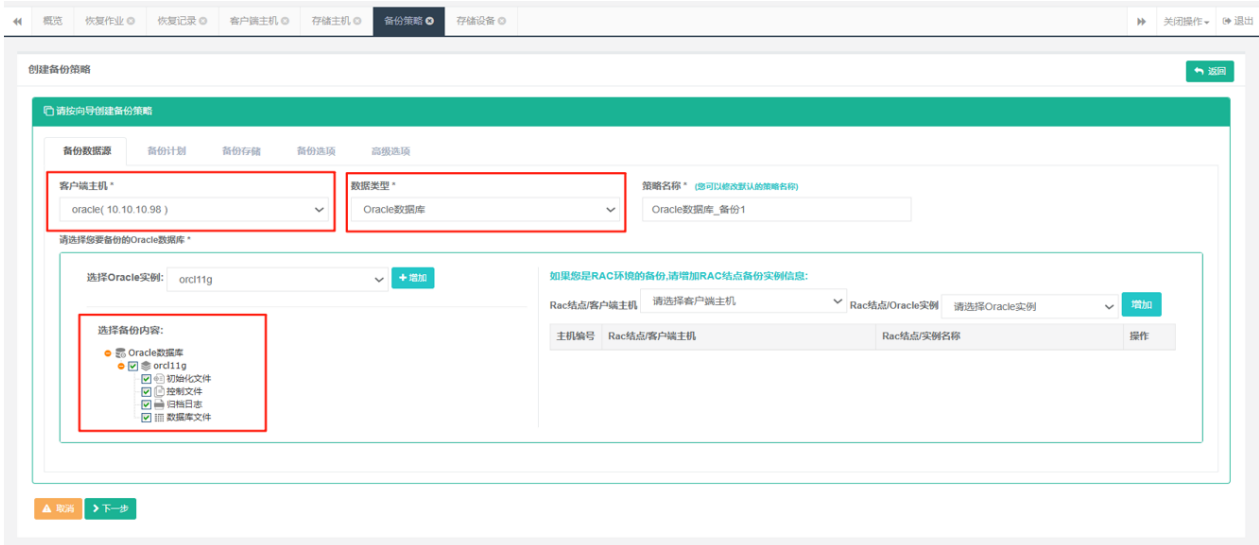 概览 恢复作业 恢复记录 客户端主机 存储主机 备份策略 存储设备 关闭操作 退出
创建备份策略 返回
请按向导创建备份策略
备份数据源 备份计划 备份存储 备份选项 高级选项
客户端主机 * 数据类型 * 策略名称 * (您可以修改默认的策略名称)
oracle( 10.10.10.98 ) Oracle数据库 Oracle数据库_备份1
请选择您要备份的Oracle数据库 *
选择Oracle实例: orcl11g +增加
如果您是RAC环境的备份,请增加RAC结点备份实例信息:
Rac结点/客户端主机 请选择客户端主机 Rac结点/Oracle实例 请选择Oracle实例 增加
主机编号 Rac结点/客户端主机 Rac结点/实例名称 操作
选择备份内容:
Oracle数据库
orcl11g
初始化文件
控制文件
归档日志
数据库文件
取消 下一步